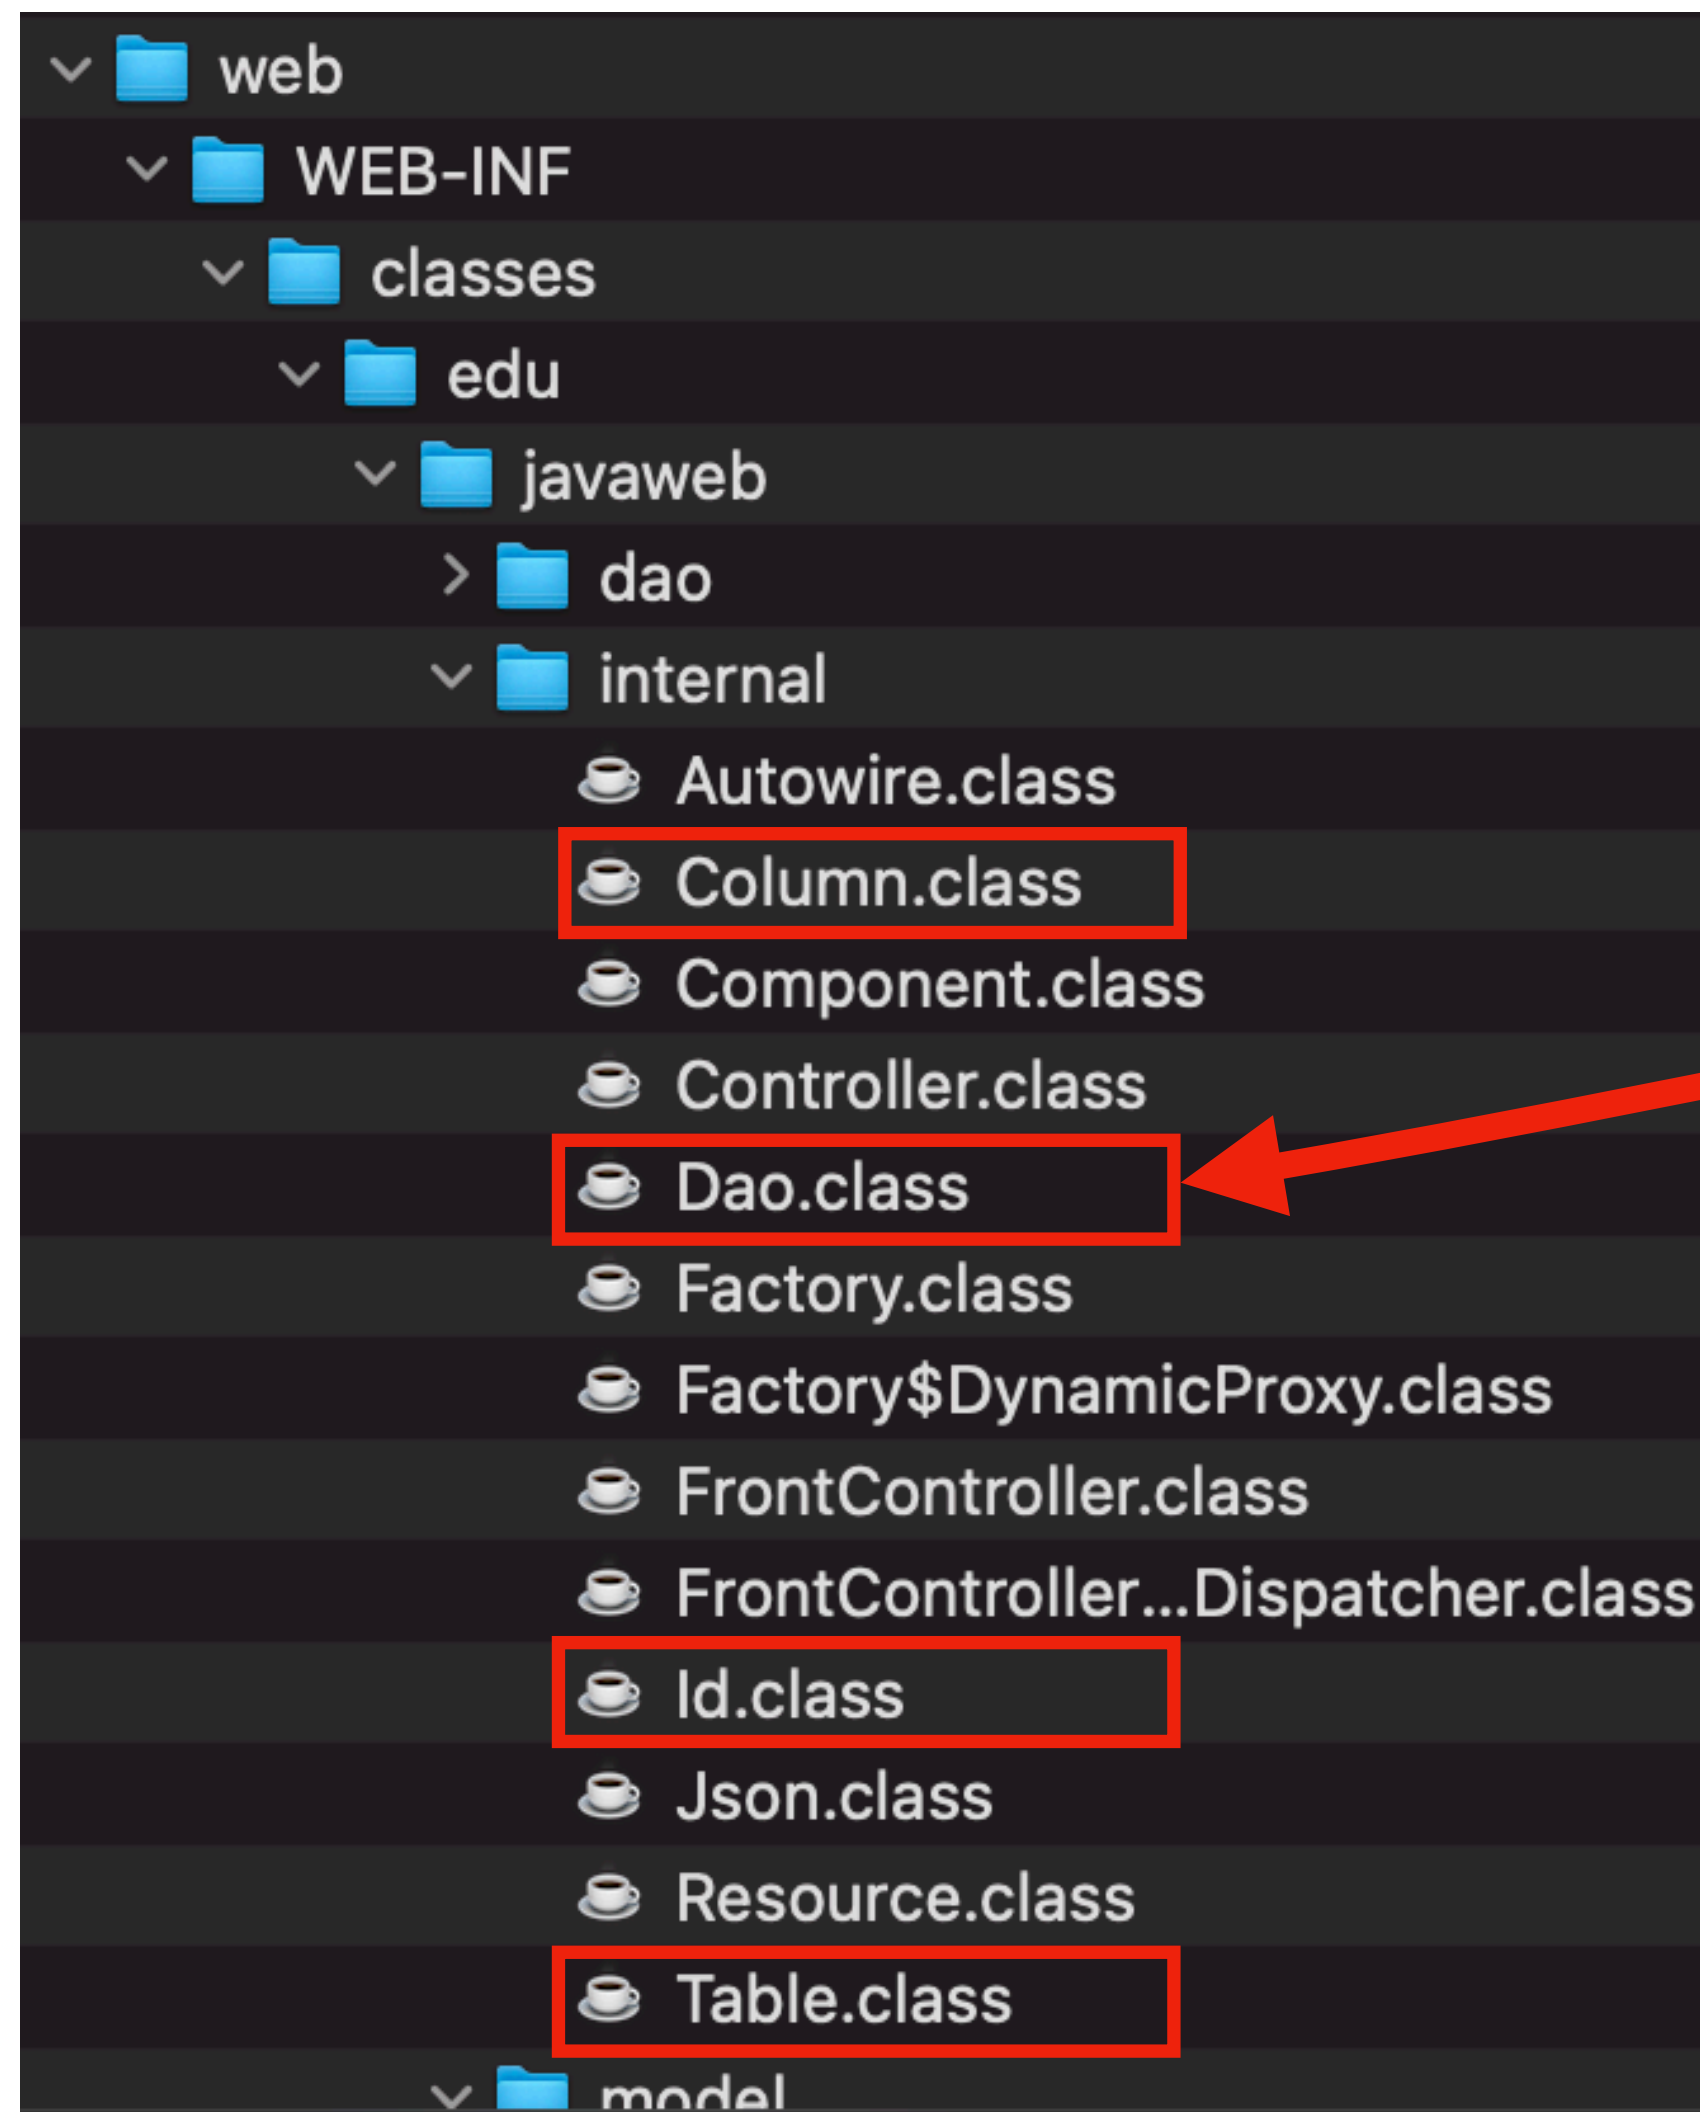 web
WEB-INF
classes
edu
javaweb
dao
internal
Autowire.class
Column.class
Component.class
Controller.class
Dao.class
Factory.class
Factory$DynamicProxy.class
FrontController.class
FrontController...Dispatcher.class
Id.class
Json.class
Resource.class
Table.class
model